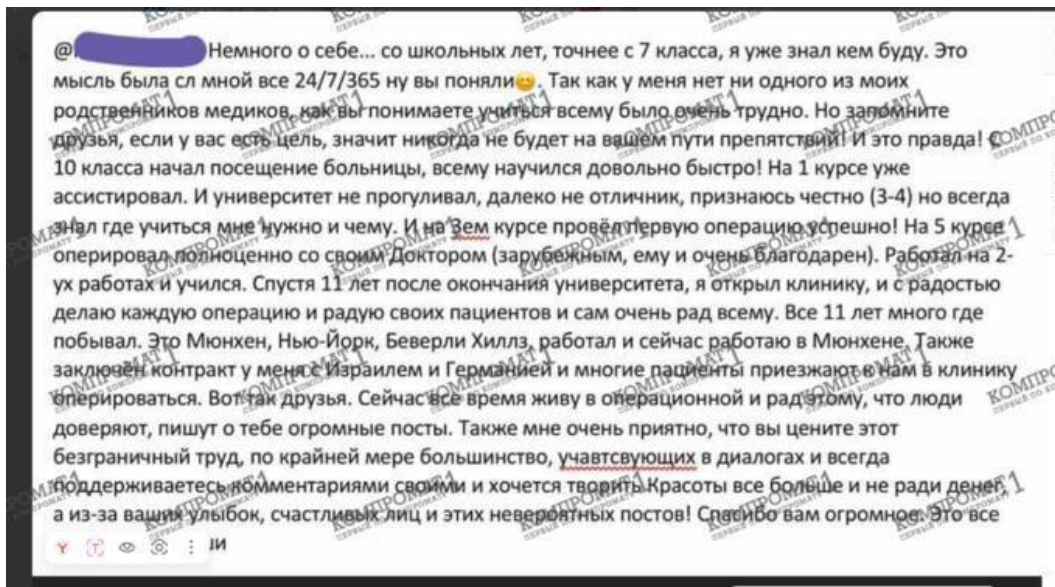 @ Немного о себе... со школьных лет, точнее с 7 класса, я уже знал кем буду. Это
мысль была сл мной все 24/7/365 ну вы поняли😊. Так как у меня нет ни одного из моих
родственников медиков, как вы понимаете учиться всему было очень трудно. Но запомните
друзья, если у вас есть цель, значит никогда не будет на вашем пути препятствий! И это правда! С
10 класса начал посещение больницы, всему научился довольно быстро! На 1 курсе уже
ассистировал. И университет не прогуливал, далеко не отличник, признаюсь честно (3-4) но всегда
знал где учиться мне нужно и чему. И на 3ем курсе провёл первую операцию успешно! На 5 курсе
оперировал полноценно со своим Доктором (зарубежным, ему и очень благодарен). Работал на 2-
ух работах и учился. Спустя 11 лет после окончания университета, я открыл клинику, и с радостью
делаю каждую операцию и радую своих пациентов и сам очень рад всему. Все 11 лет много где
побывал. Это Мюнхен, Нью-Йорк, Беверли Хиллз, работал и сейчас работаю в Мюнхене. Также
заключён контракт у меня с Израилем и Германией и многие пациенты приезжают к нам в клинику
оперироваться. Вот так друзья. Сейчас все время живу в операционной и рад этому, что люди
доверяют, пишут о тебе огромные посты. Также мне очень приятно, что вы цените этот
безграничный труд, по крайней мере большинство, учавтсвующих в диалогах и всегда
поддерживаетесь комментариями своими и хочется творить Красоты все больше и не ради денег,
а из-за ваших улыбок, счастливых лиц и этих невероятных постов! Спасибо вам огромное. Это все
ши
КОМПРОМАТ 1